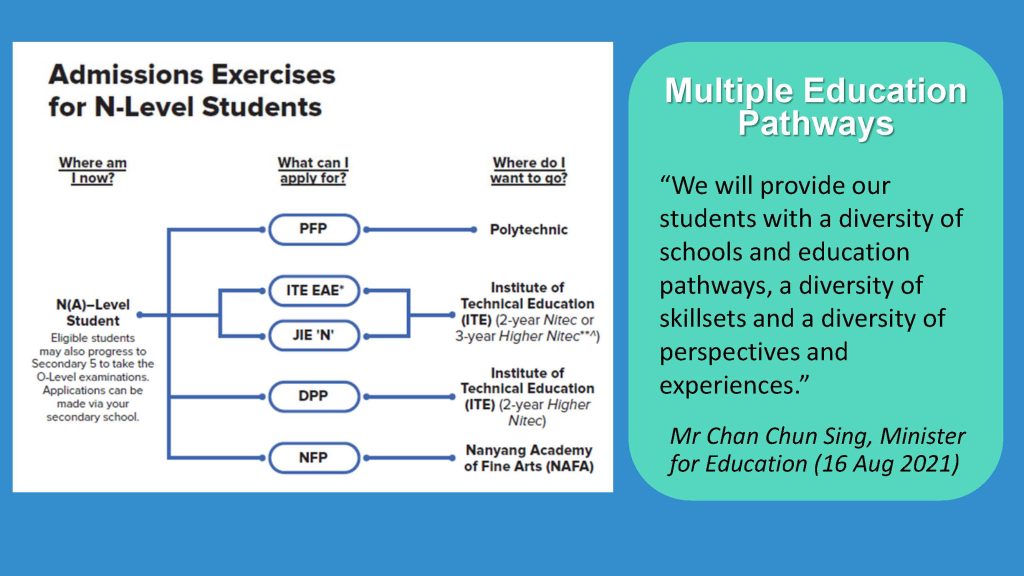 Admissions Exercises
for N-Level Students
Where am
I now?
What can I
apply for?
Where do I
want to go?
N(A)–Level
Student
Eligible students
may also progress to
Secondary 5 to take the
O-Level examinations.
Applications can be
made via your
secondary school.
PFP
Polytechnic
ITE EAE*
JIE 'N'
Institute of
Technical Education
(ITE) (2-year Nitec or
3-year Higher Nitec**^)
DPP
Institute of
Technical Education
(ITE) (2-year Higher
Nitec)
NFP
Nanyang Academy
of Fine Arts (NAFA)
Multiple Education
Pathways
“We will provide our
students with a diversity of
schools and education
pathways, a diversity of
skillsets and a diversity of
perspectives and
experiences.”
Mr Chan Chun Sing, Minister
for Education (16 Aug 2021)